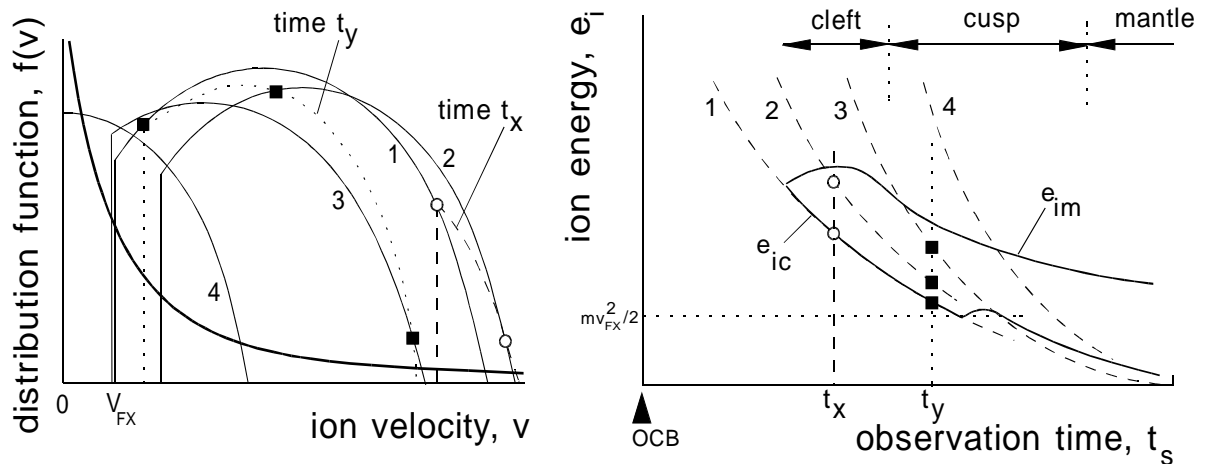 distribution function, f(v)
time t_y
time t_x
1
2
3
4
0
V_FX
ion velocity, v
ion energy, e_i
cleft
cusp
mantle
1
2
3
4
e_im
e_ic
mv_FX^2/2
t_x
t_y
OCB
observation time, t_s